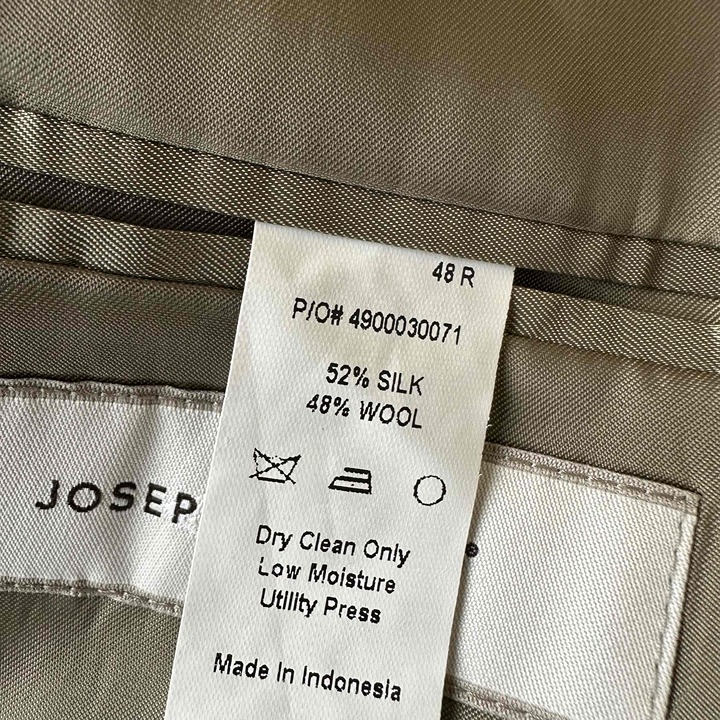 48 R
P/O# 4900030071
52% SILK
48% WOOL
JOSEP
Dry Clean Only
Low Moisture
Utility Press
Made In Indonesia